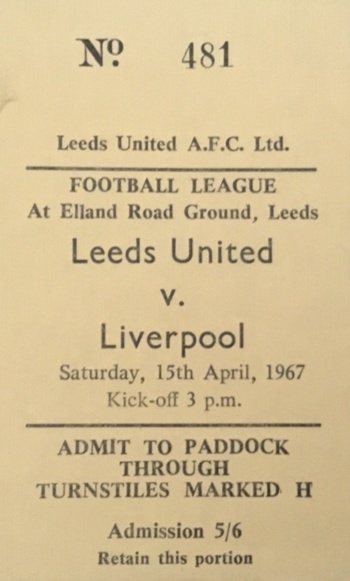 Nº. 481
Leeds United A.F.C. Ltd.
FOOTBALL LEAGUE
At Elland Road Ground, Leeds
Leeds United
v.
Liverpool
Saturday, 15th April, 1967
Kick-off 3 p.m.
ADMIT TO PADDOCK
THROUGH
TURNSTILES MARKED H
Admission 5/6
Retain this portion